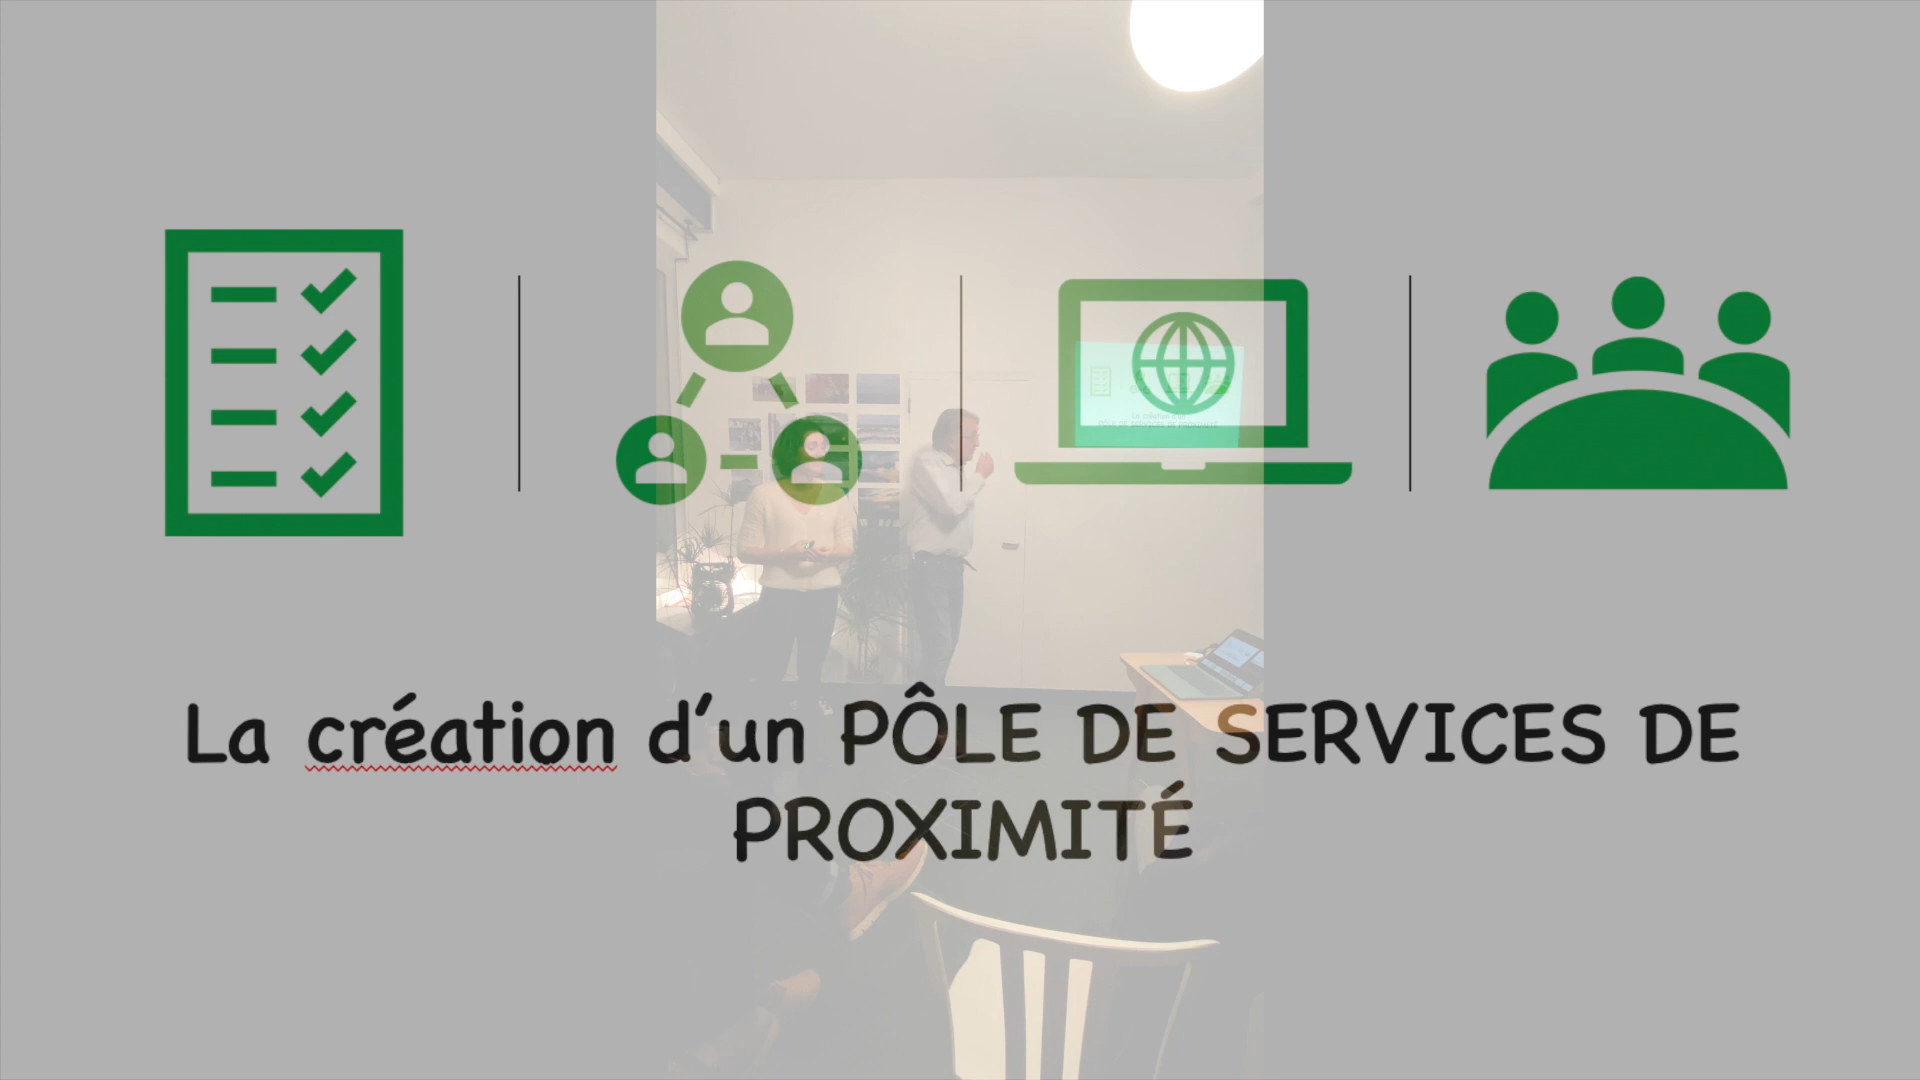 La création d’un PÔLE DE SERVICES DE
PROXIMITÉ